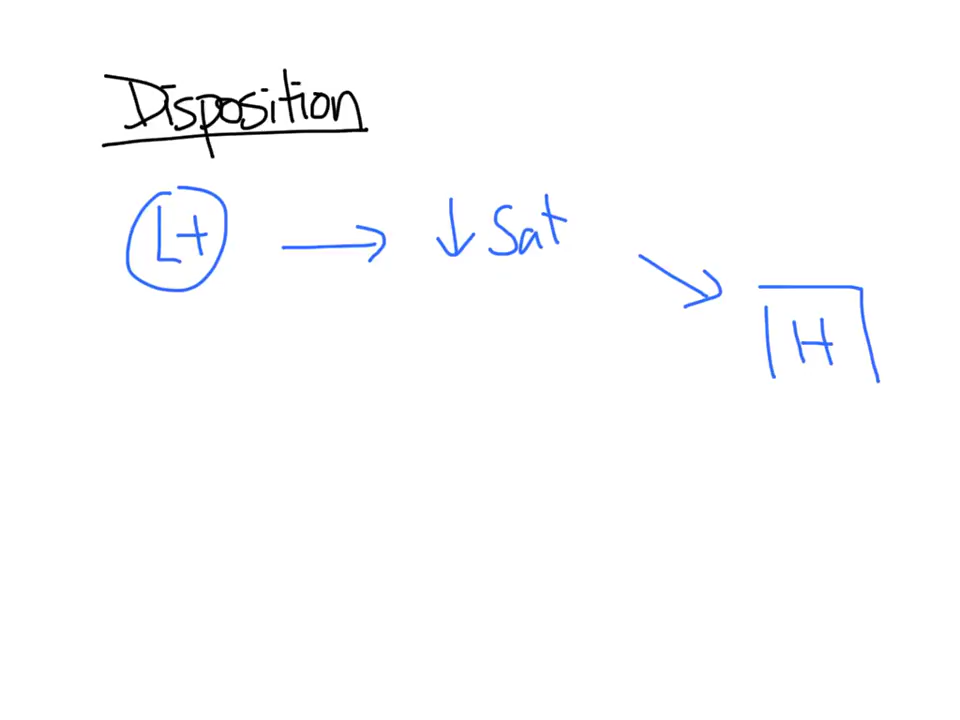 Disposition
L+ → ↓ Sat
H